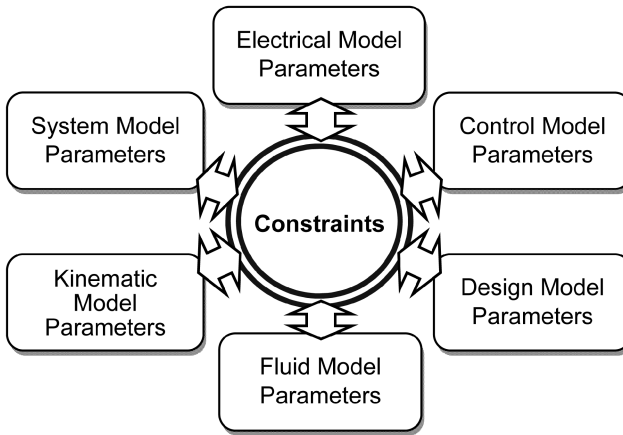 Electrical Model
Parameters
System Model
Parameters
Control Model
Parameters
Constraints
Kinematic
Model
Parameters
Design Model
Parameters
Fluid Model
Parameters